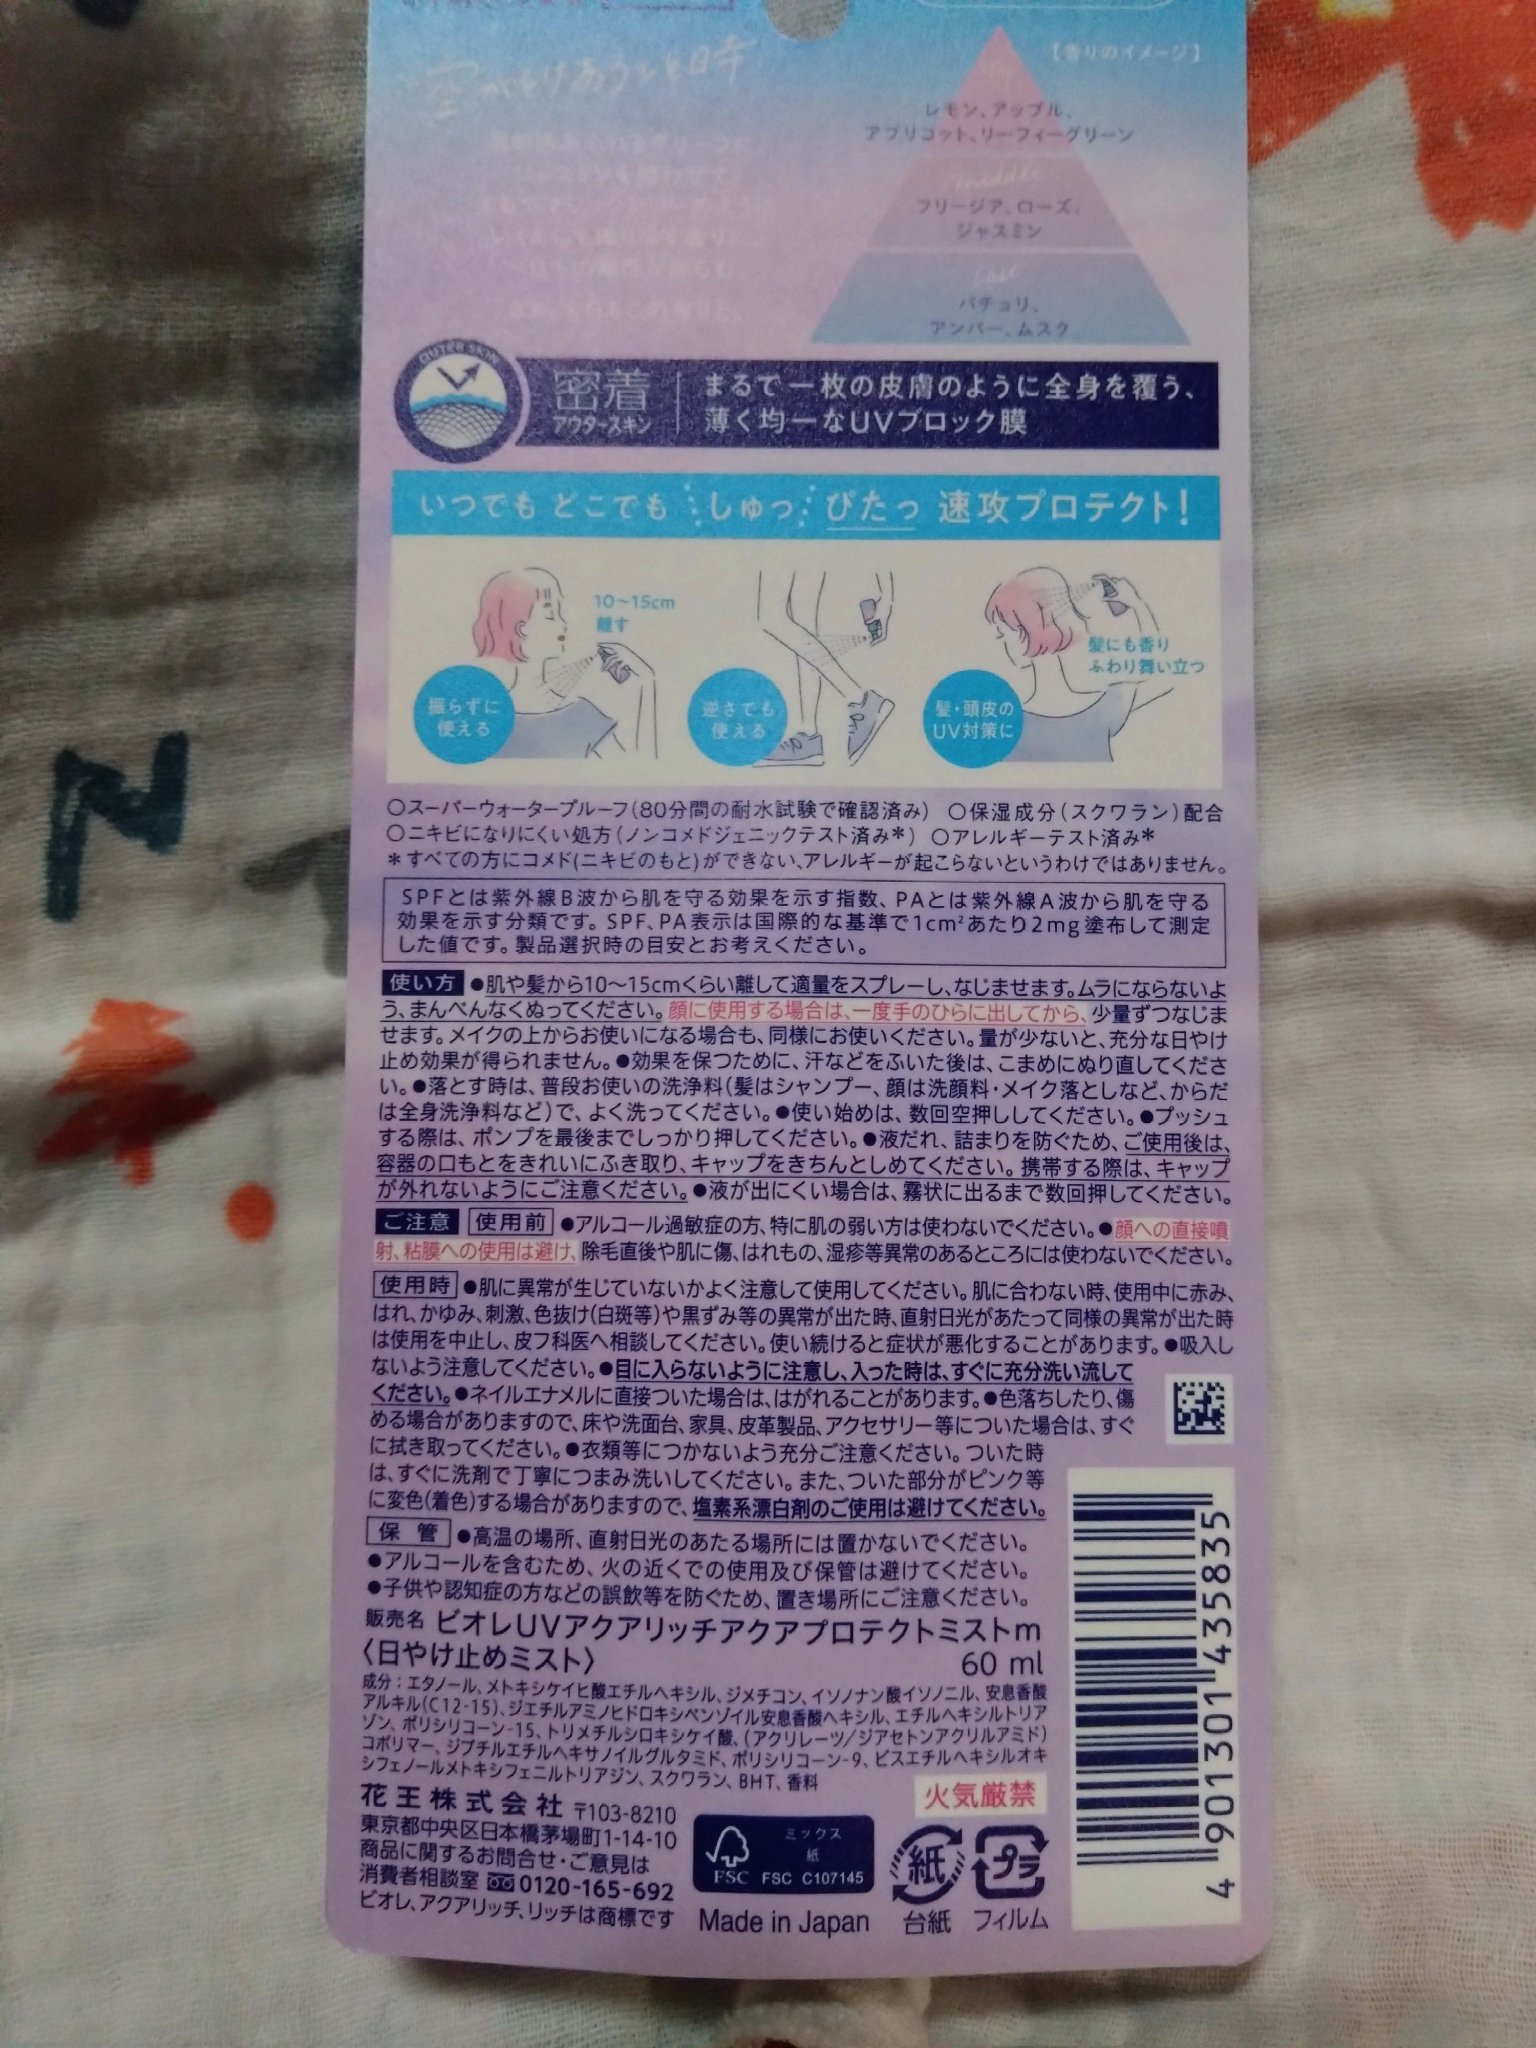 空がとけあうひと時
【香りのイメージ】
レモン、アップル、
アプリコット、リーフィーグリーン
middle
フリージア、ローズ、
ジャスミン
last
パチョリ、
アンバー、ムスク
OUTER SKIN
密着
アウタースキン
まるで一枚の皮膚のように全身を覆う、
薄く均一なUVブロック膜
いつでも どこでも しゅっ ぴたっ 速攻プロテクト!
10〜15cm
離す
振らずに
使える
逆さでも
使える
髪にも香り
ふわり舞い立つ
髪・頭皮の
UV対策に
○スーパーウォータープルーフ(80分間の耐水試験で確認済み) ○保湿成分(スクワラン)配合
○ニキビになりにくい処方(ノンコメドジェニックテスト済み*) ○アレルギーテスト済み*
*すべての方にコメド(ニキビのもと)ができない、アレルギーが起こらないというわけではありません。
SPFとは紫外線B波から肌を守る効果を示す指数、PAとは紫外線A波から肌を守る
効果を示す分類です。SPF、PA表示は国際的な基準で1cm²あたり2mg塗布して測定
した値です。製品選択時の目安とお考えください。
使い方 ●肌や髪から10〜15cmくらい離して適量をスプレーし、なじませます。ムラにならないよ
う、まんべんなくぬってください。顔に使用する場合は、一度手のひらに出してから、少量ずつなじま
せます。メイクの上からお使いになる場合も、同様にお使いください。量が少ないと、充分な日やけ
止め効果が得られません。●効果を保つために、汗などをふいた後は、こまめにぬり直してくださ
い。●落とす時は、普段お使いの洗浄料(髪はシャンプー、顔は洗顔料・メイク落としなど、からだ
は全身洗浄料など)で、よく洗ってください。●使い始めは、数回空押ししてください。●プッシュ
する際は、ポンプを最後までしっかり押してください。●液だれ、詰まりを防ぐため、ご使用後は、
容器の口もとをきれいにふき取り、キャップをきちんとしめてください。携帯する際は、キャップ
が外れないようにご注意ください。●液が出にくい場合は、霧状に出るまで数回押してください。
ご注意 使用前 ●アルコール過敏症の方、特に肌の弱い方は使わないでください。●顔への直接噴
射、粘膜への使用は避け、除毛直後や肌に傷、はれもの、湿疹等異常のあるところには使わないでください。
使用時 ●肌に異常が生じていないかよく注意して使用してください。肌に合わない時、使用中に赤み、
はれ、かゆみ、刺激、色抜け(白斑等)や黒ずみ等の異常が出た時、直射日光があたって同様の異常が出た時
は使用を中止し、皮フ科医へ相談してください。使い続けると症状が悪化することがあります。●吸入し
ないよう注意してください。●目に入らないように注意し、入った時は、すぐに充分洗い流して
ください。●ネイルエナメルに直接ついた場合は、はがれることがあります。●色落ちしたり、傷
める場合がありますので、床や洗面台、家具、皮革製品、アクセサリー等についた場合は、すぐ
に拭き取ってください。●衣類等につかないよう充分ご注意ください。ついた時
は、すぐに洗剤で丁寧につまみ洗いしてください。また、ついた部分がピンク等
に変色(着色)する場合がありますので、塩素系漂白剤のご使用は避けてください。
保管 ●高温の場所、直射日光のあたる場所には置かないでください。
●アルコールを含むため、火の近くでの使用及び保管は避けてください。
●子供や認知症の方などの誤飲等を防ぐため、置き場所にご注意ください。
販売名 ビオレUVアクアリッチアクアプロテクトミストm
〈日やけ止めミスト〉 60 ml
成分：エタノール、メトキシケイヒ酸エチルヘキシル、ジメチコン、イソノナン酸イソノニル、安息香酸
アルキル(C12-15)、ジエチルアミノヒドロキシベンゾイル安息香酸ヘキシル、エチルヘキシルトリア
ゾン、ポリシリコーン-15、トリメチルシロキシケイ酸、(アクリレーツ/ジアセトンアクリルアミド)
コポリマー、ジブチルエチルヘキサノイルグルタミド、ポリシリコーン-9、ビスエチルヘキシルオキ
シフェノールメトキシフェニルトリアジン、スクワラン、BHT、香料
火気厳禁
花王株式会社 〒103-8210
東京都中央区日本橋茅場町1-14-10
商品に関するお問合せ・ご意見は
消費者相談室 0120-165-692
ビオレ、アクアリッチ、リッチは商標です
FSC
ミックス
紙
FSC C107145
Made in Japan
紙
台紙
プラ
フィルム
4 901301 435835
N